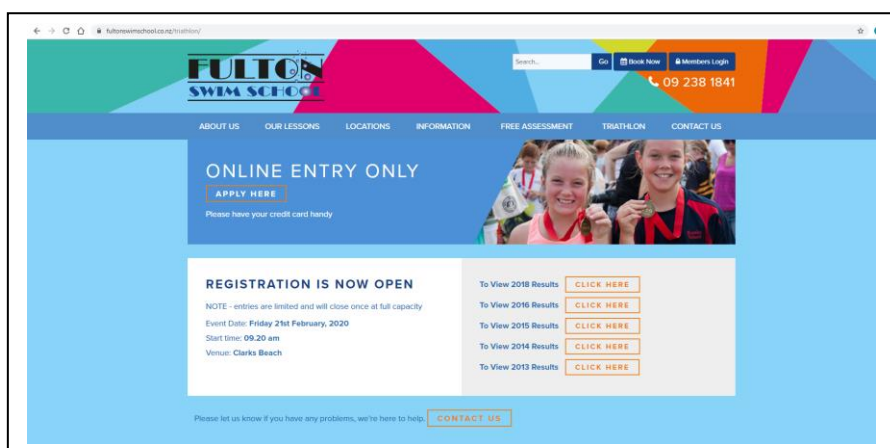 fultonswimschool.co.nz/triathlon/
FULTON
SWIM SCHOOL
Search...
Go
Book Now
Members Login
09 238 1841
ABOUT US
OUR LESSONS
LOCATIONS
INFORMATION
FREE ASSESSMENT
TRIATHLON
CONTACT US
ONLINE ENTRY ONLY
APPLY HERE
Please have your credit card handy
REGISTRATION IS NOW OPEN
NOTE - entries are limited and will close once at full capacity
Event Date: Friday 21st February, 2020
Start time: 09.20 am
Venue: Clarks Beach
To View 2018 Results CLICK HERE
To View 2016 Results CLICK HERE
To View 2015 Results CLICK HERE
To View 2014 Results CLICK HERE
To View 2013 Results CLICK HERE
Please let us know if you have any problems, we're here to help. CONTACT US